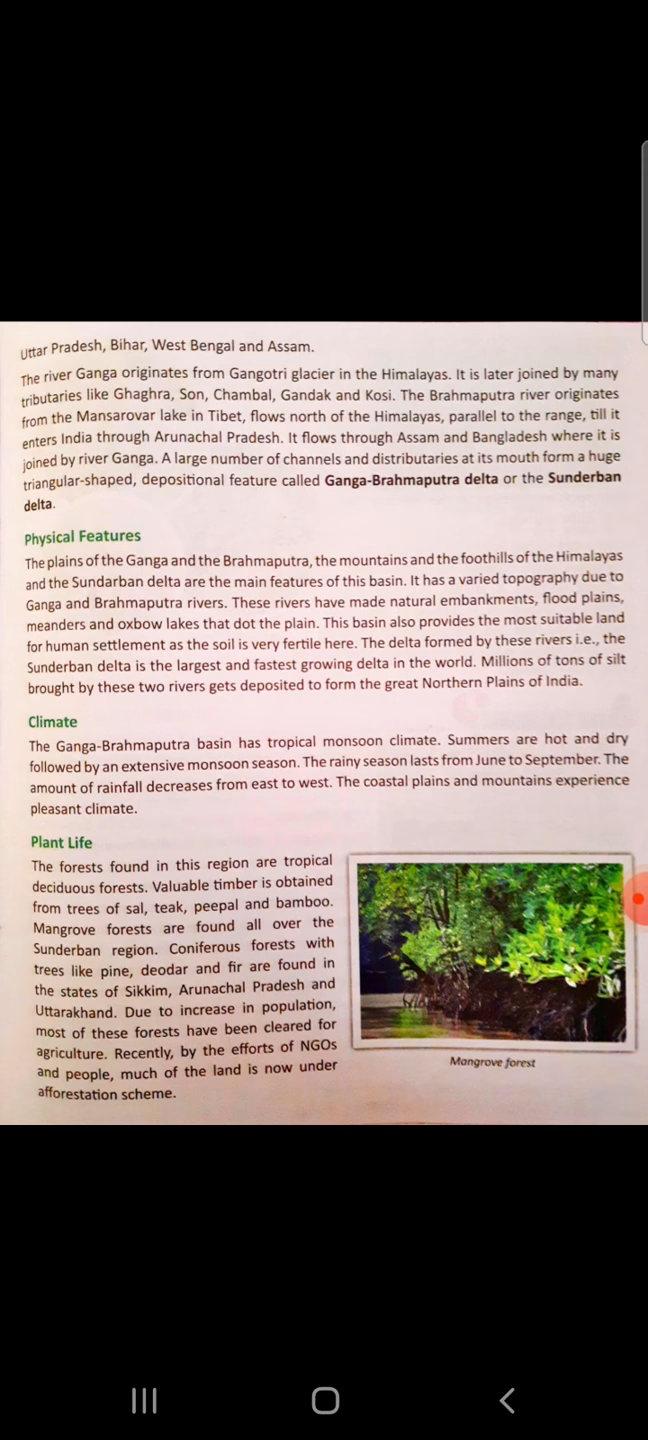 Uttar Pradesh, Bihar, West Bengal and Assam.
The river Ganga originates from Gangotri glacier in the Himalayas. It is later joined by many
tributaries like Ghaghra, Son, Chambal, Gandak and Kosi. The Brahmaputra river originates
from the Mansarovar lake in Tibet, flows north of the Himalayas, parallel to the range, till it
enters India through Arunachal Pradesh. It flows through Assam and Bangladesh where it is
joined by river Ganga. A large number of channels and distributaries at its mouth form a huge
triangular-shaped, depositional feature called Ganga-Brahmaputra delta or the Sunderban
delta.
Physical Features
The plains of the Ganga and the Brahmaputra, the mountains and the foothills of the Himalayas
and the Sundarban delta are the main features of this basin. It has a varied topography due to
Ganga and Brahmaputra rivers. These rivers have made natural embankments, flood plains,
meanders and oxbow lakes that dot the plain. This basin also provides the most suitable land
for human settlement as the soil is very fertile here. The delta formed by these rivers i.e., the
Sunderban delta is the largest and fastest growing delta in the world. Millions of tons of silt
brought by these two rivers gets deposited to form the great Northern Plains of India.
Climate
The Ganga-Brahmaputra basin has tropical monsoon climate. Summers are hot and dry
followed by an extensive monsoon season. The rainy season lasts from June to September. The
amount of rainfall decreases from east to west. The coastal plains and mountains experience
pleasant climate.
Plant Life
The forests found in this region are tropical
deciduous forests. Valuable timber is obtained
from trees of sal, teak, peepal and bamboo.
Mangrove forests are found all over the
Sunderban region. Coniferous forests with
trees like pine, deodar and fir are found in
the states of Sikkim, Arunachal Pradesh and
Uttarakhand. Due to increase in population,
most of these forests have been cleared for
agriculture. Recently, by the efforts of NGOs
and people, much of the land is now under
afforestation scheme.
Mangrove forest